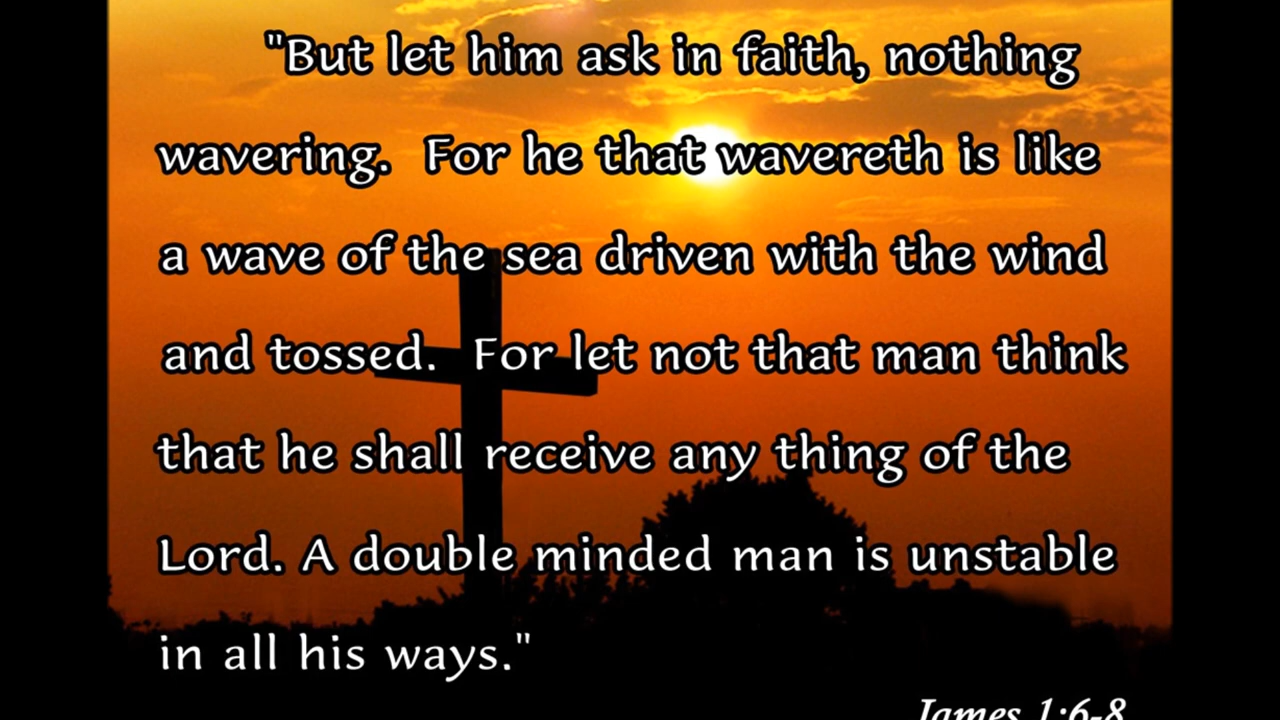 "But let him ask in faith, nothing
wavering.  For he that wavereth is like
a wave of the sea driven with the wind
and tossed.  For let not that man think
that he shall receive any thing of the
Lord. A double minded man is unstable
in all his ways."
James 1:6-8